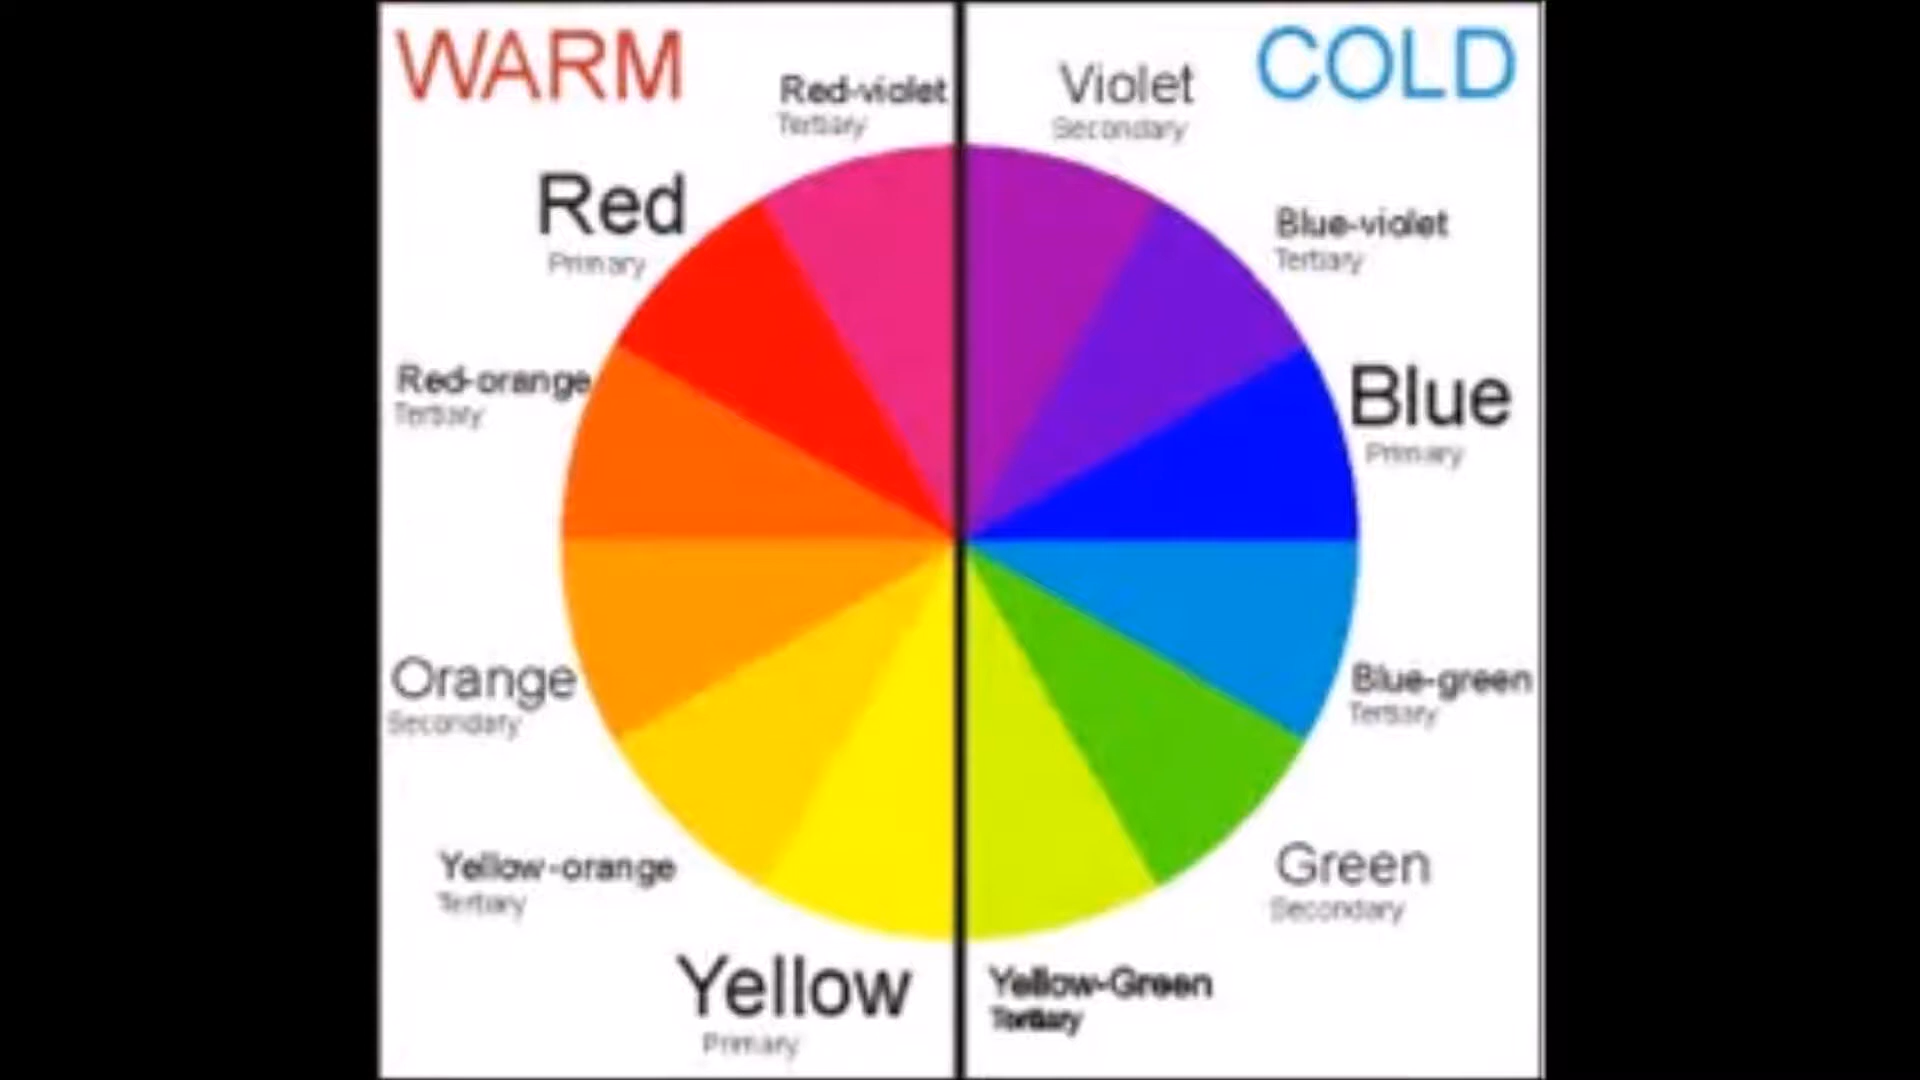 WARM
COLD
Red-violet
Tertiary
Violet
Secondary
Red
Primary
Blue-violet
Tertiary
Red-orange
Tertiary
Blue
Primary
Orange
Secondary
Blue-green
Tertiary
Yellow-orange
Tertiary
Green
Secondary
Yellow
Primary
Yellow-Green
Tertiary